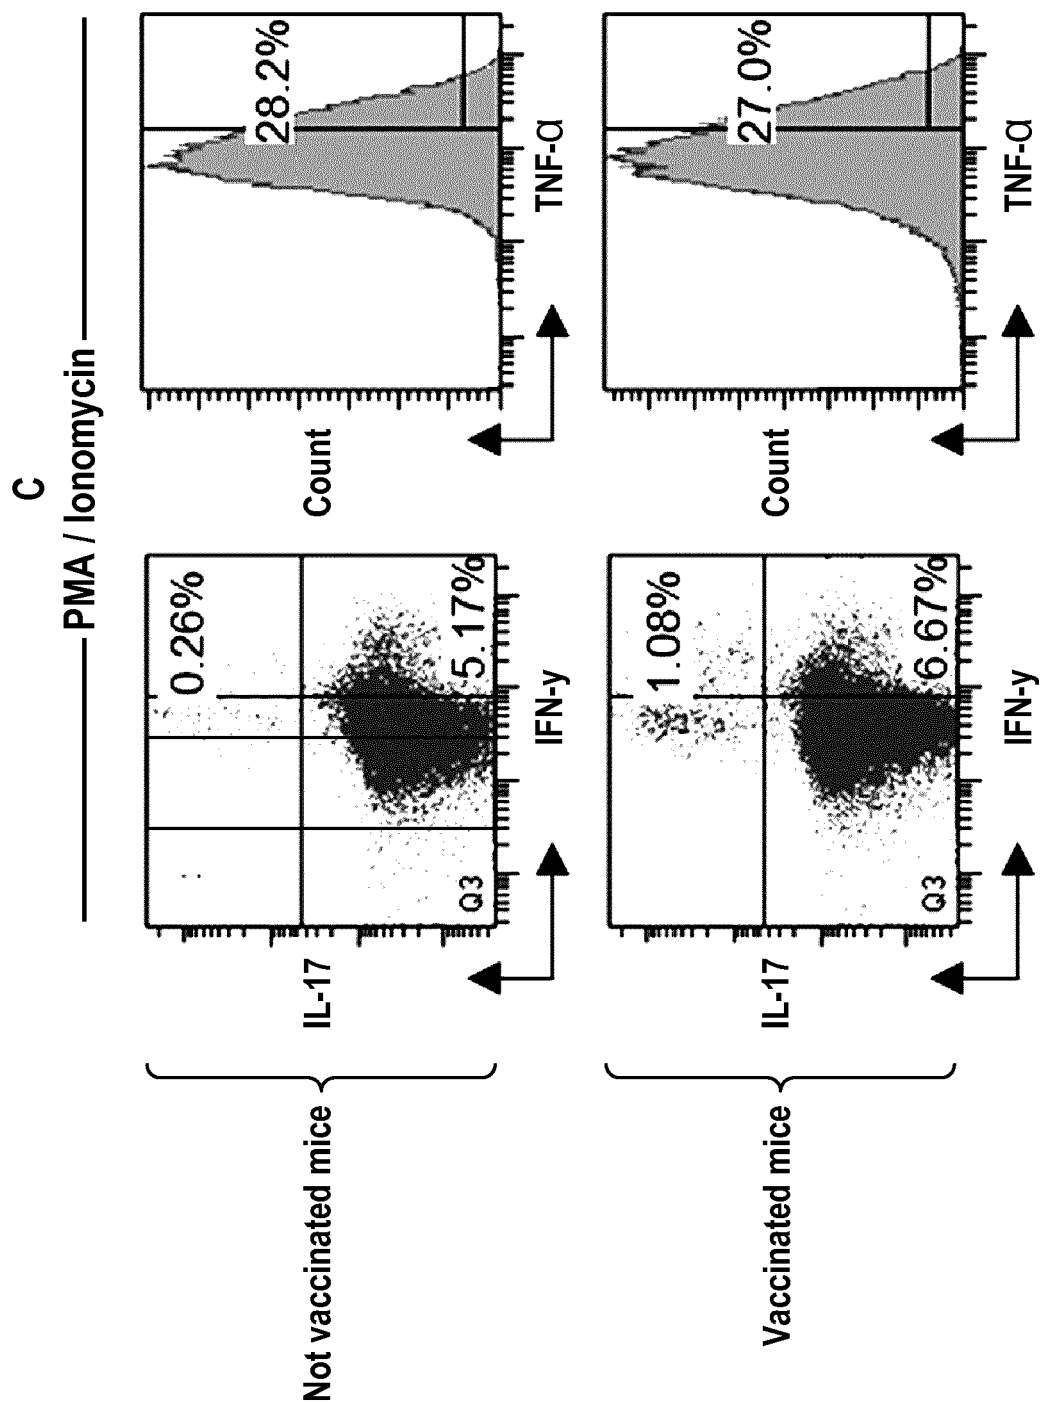 C
PMA / Ionomycin
Not vaccinated mice
IL-17
0.26%
5.17%
Q3
IFN-y
Count
28.2%
TNF-α
Vaccinated mice
IL-17
1.08%
6.67%
Q3
IFN-y
Count
27.0%
TNF-α